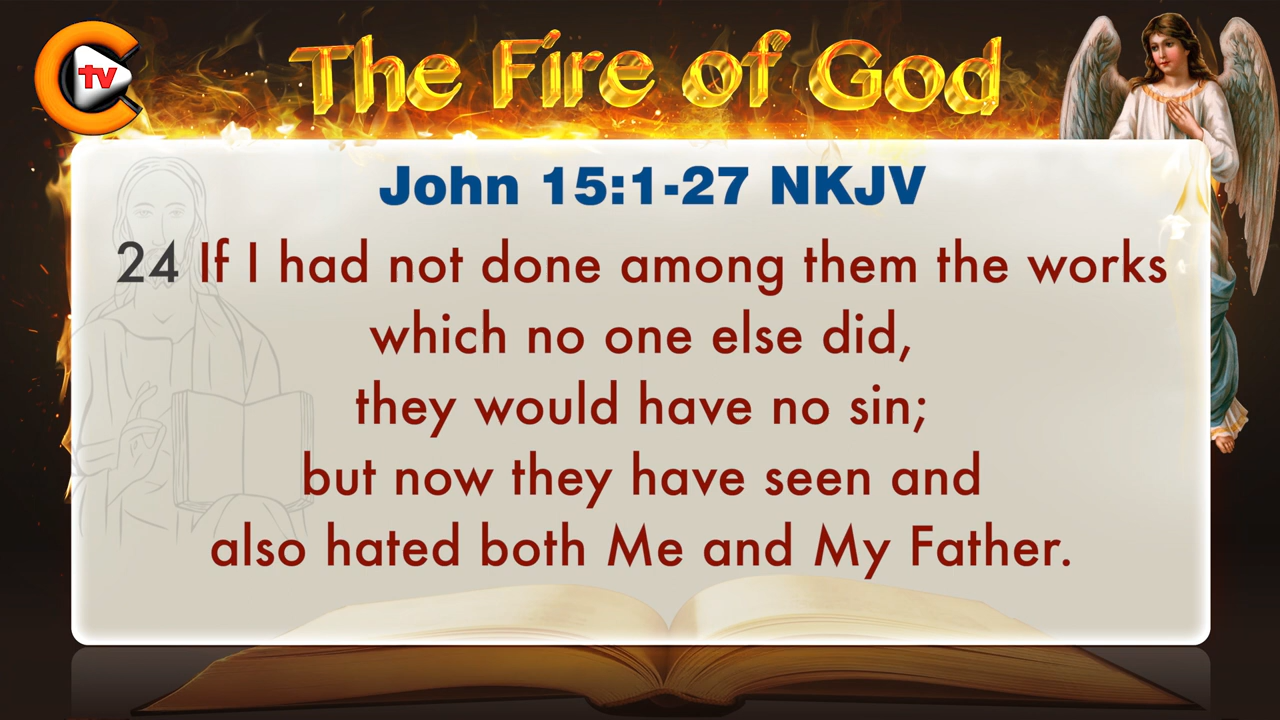 tv
The Fire of God
John 15:1-27 NKJV
24 If I had not done among them the works
which no one else did,
they would have no sin;
but now they have seen and
also hated both Me and My Father.